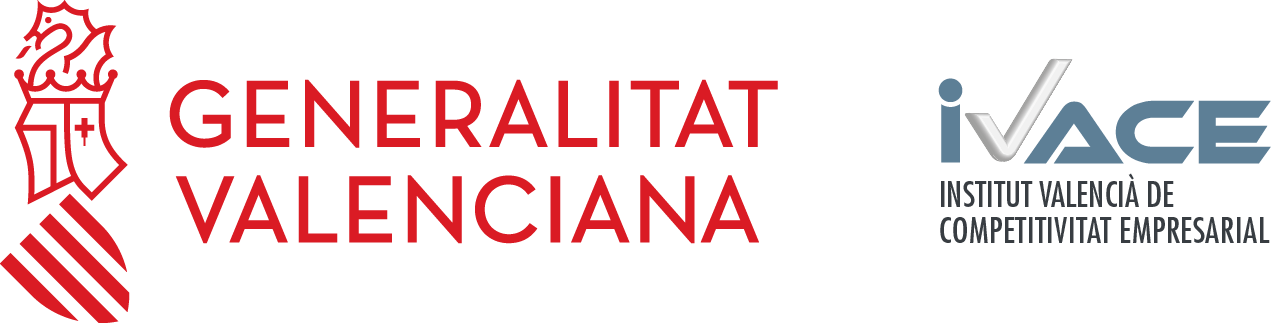 GENERALITAT
VALENCIANA
iVACE
INSTITUT VALENCIÀ DE
COMPETITIVITAT EMPRESARIAL